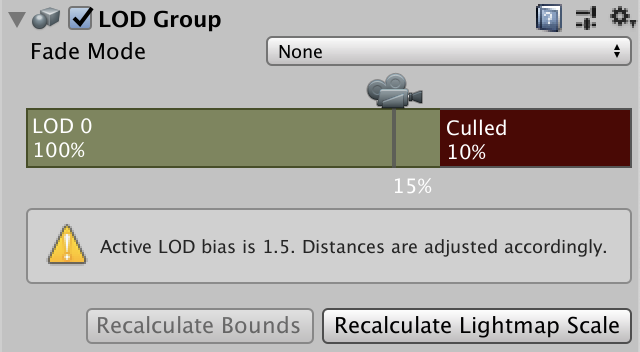 LOD Group
Fade Mode
None
LOD 0
100%
Culled
10%
15%
Active LOD bias is 1.5. Distances are adjusted accordingly.
Recalculate Bounds
Recalculate Lightmap Scale